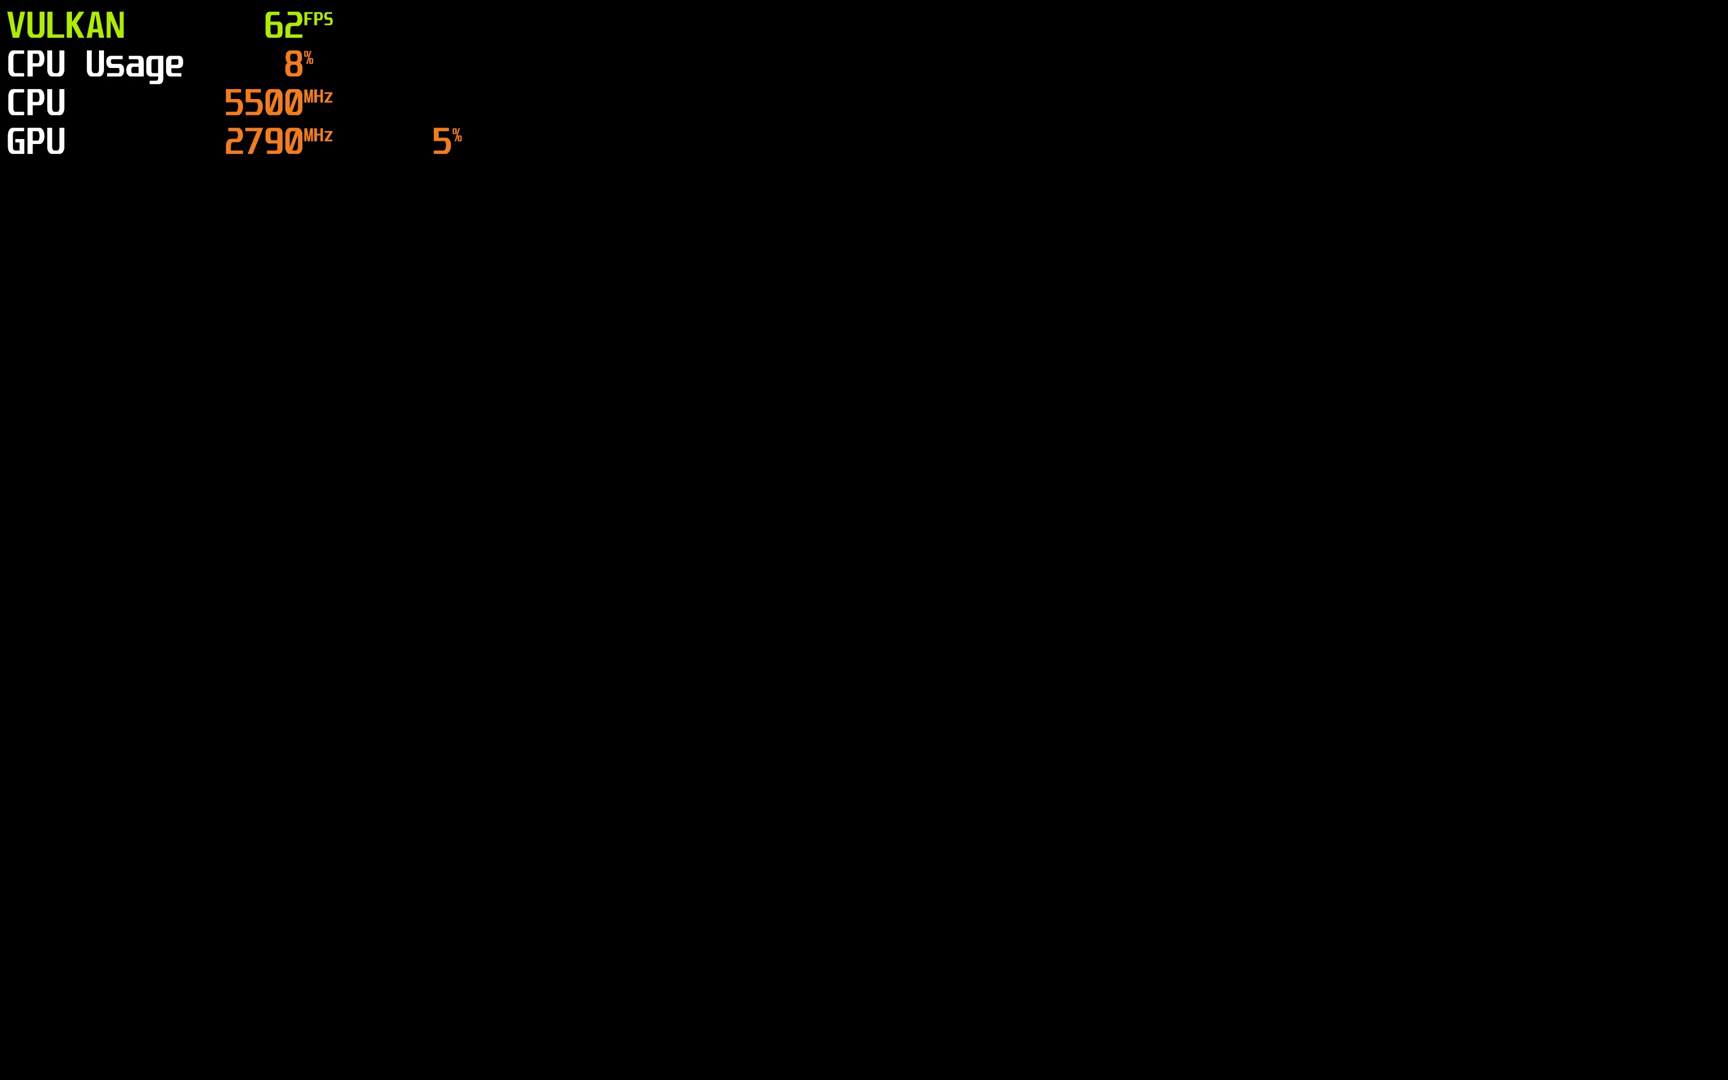 VULKAN 62FPS
CPU Usage 8%
CPU 5500MHz
GPU 2790MHz 5%